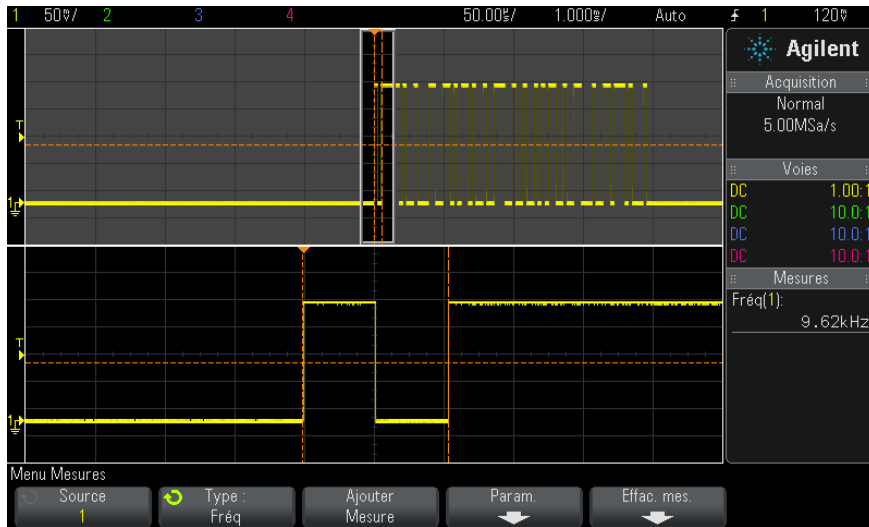 1 50V/ 2 3 4 50.00s/ 1.000s/ Auto 1 120V
Agilent
Acquisition
Normal
5.00MSa/s
Voies
DC 1.00:1
DC 10.0:1
DC 10.0:1
DC 10.0:1
Mesures
Fréq(1):
9.62kHz
T
1
T
1
Menu Mesures
Source
1
Type :
Fréq
Ajouter
Mesure
Param.
Effac. mes.